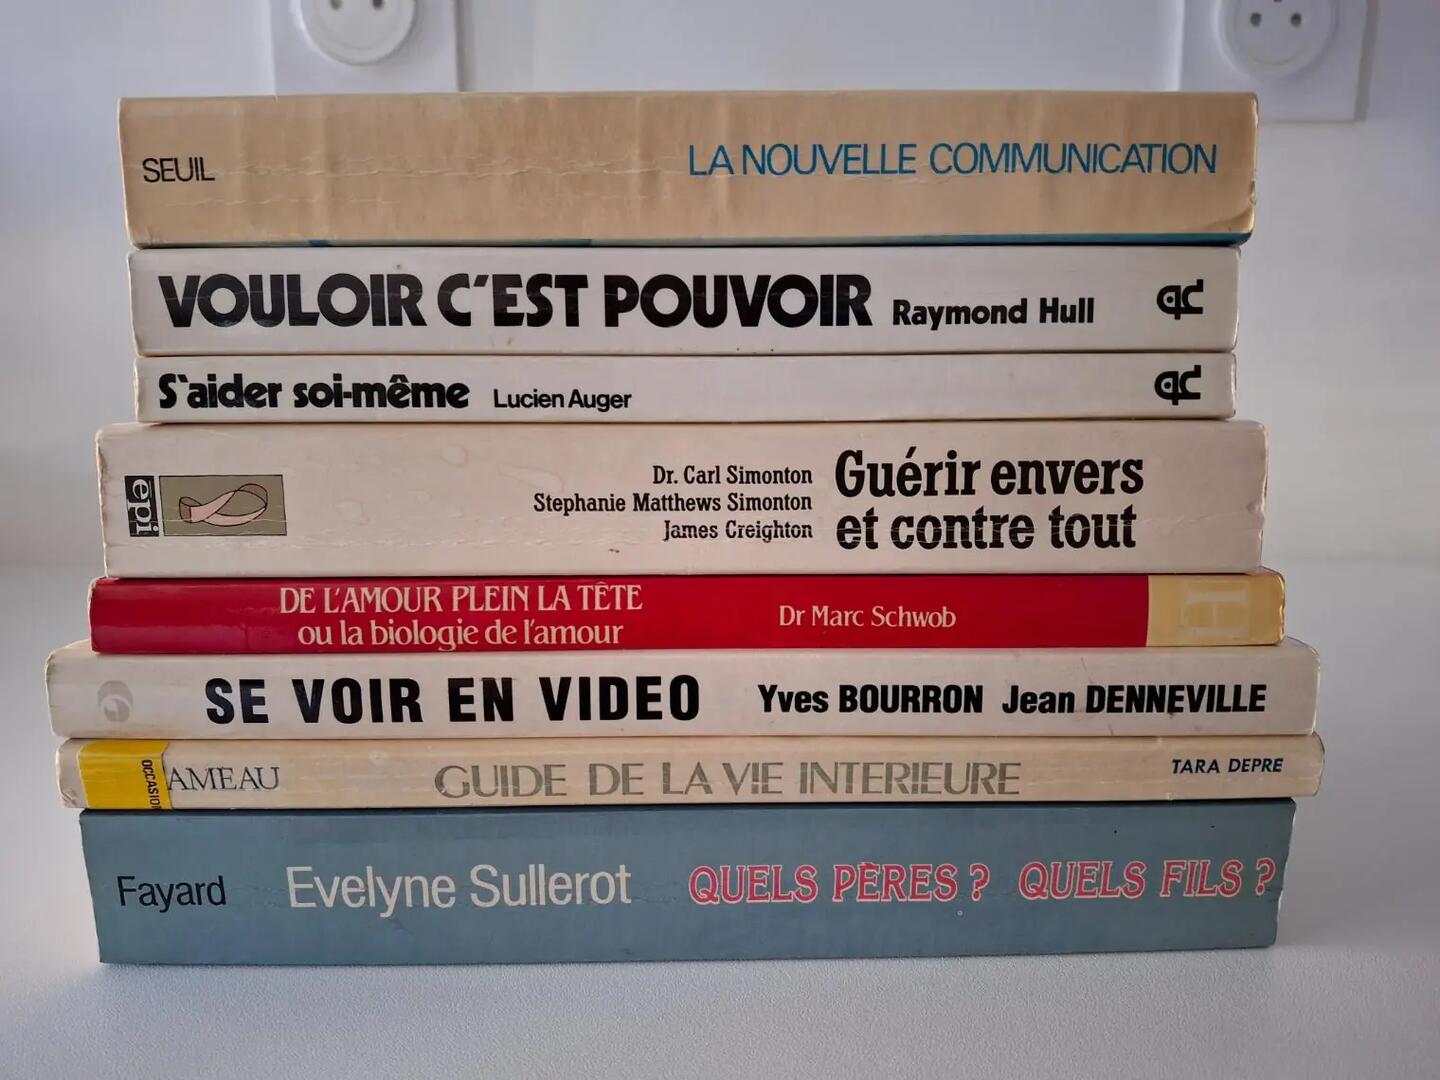 SEUIL LA NOUVELLE COMMUNICATION
VOULOIR C'EST POUVOIR Raymond Hull
S'aider soi-même Lucien Auger
epi
Dr. Carl Simonton
Stephanie Matthews Simonton
James Creighton
Guérir envers
et contre tout
DE L'AMOUR PLEIN LA TÊTE
ou la biologie de l'amour
Dr Marc Schwob
H
SE VOIR EN VIDEO Yves BOURRON Jean DENNEVILLE
OCCASION
AMEAU GUIDE DE LA VIE INTERIEURE TARA DEPRE
Fayard Evelyne Sullerot QUELS PÈRES ? QUELS FILS ?